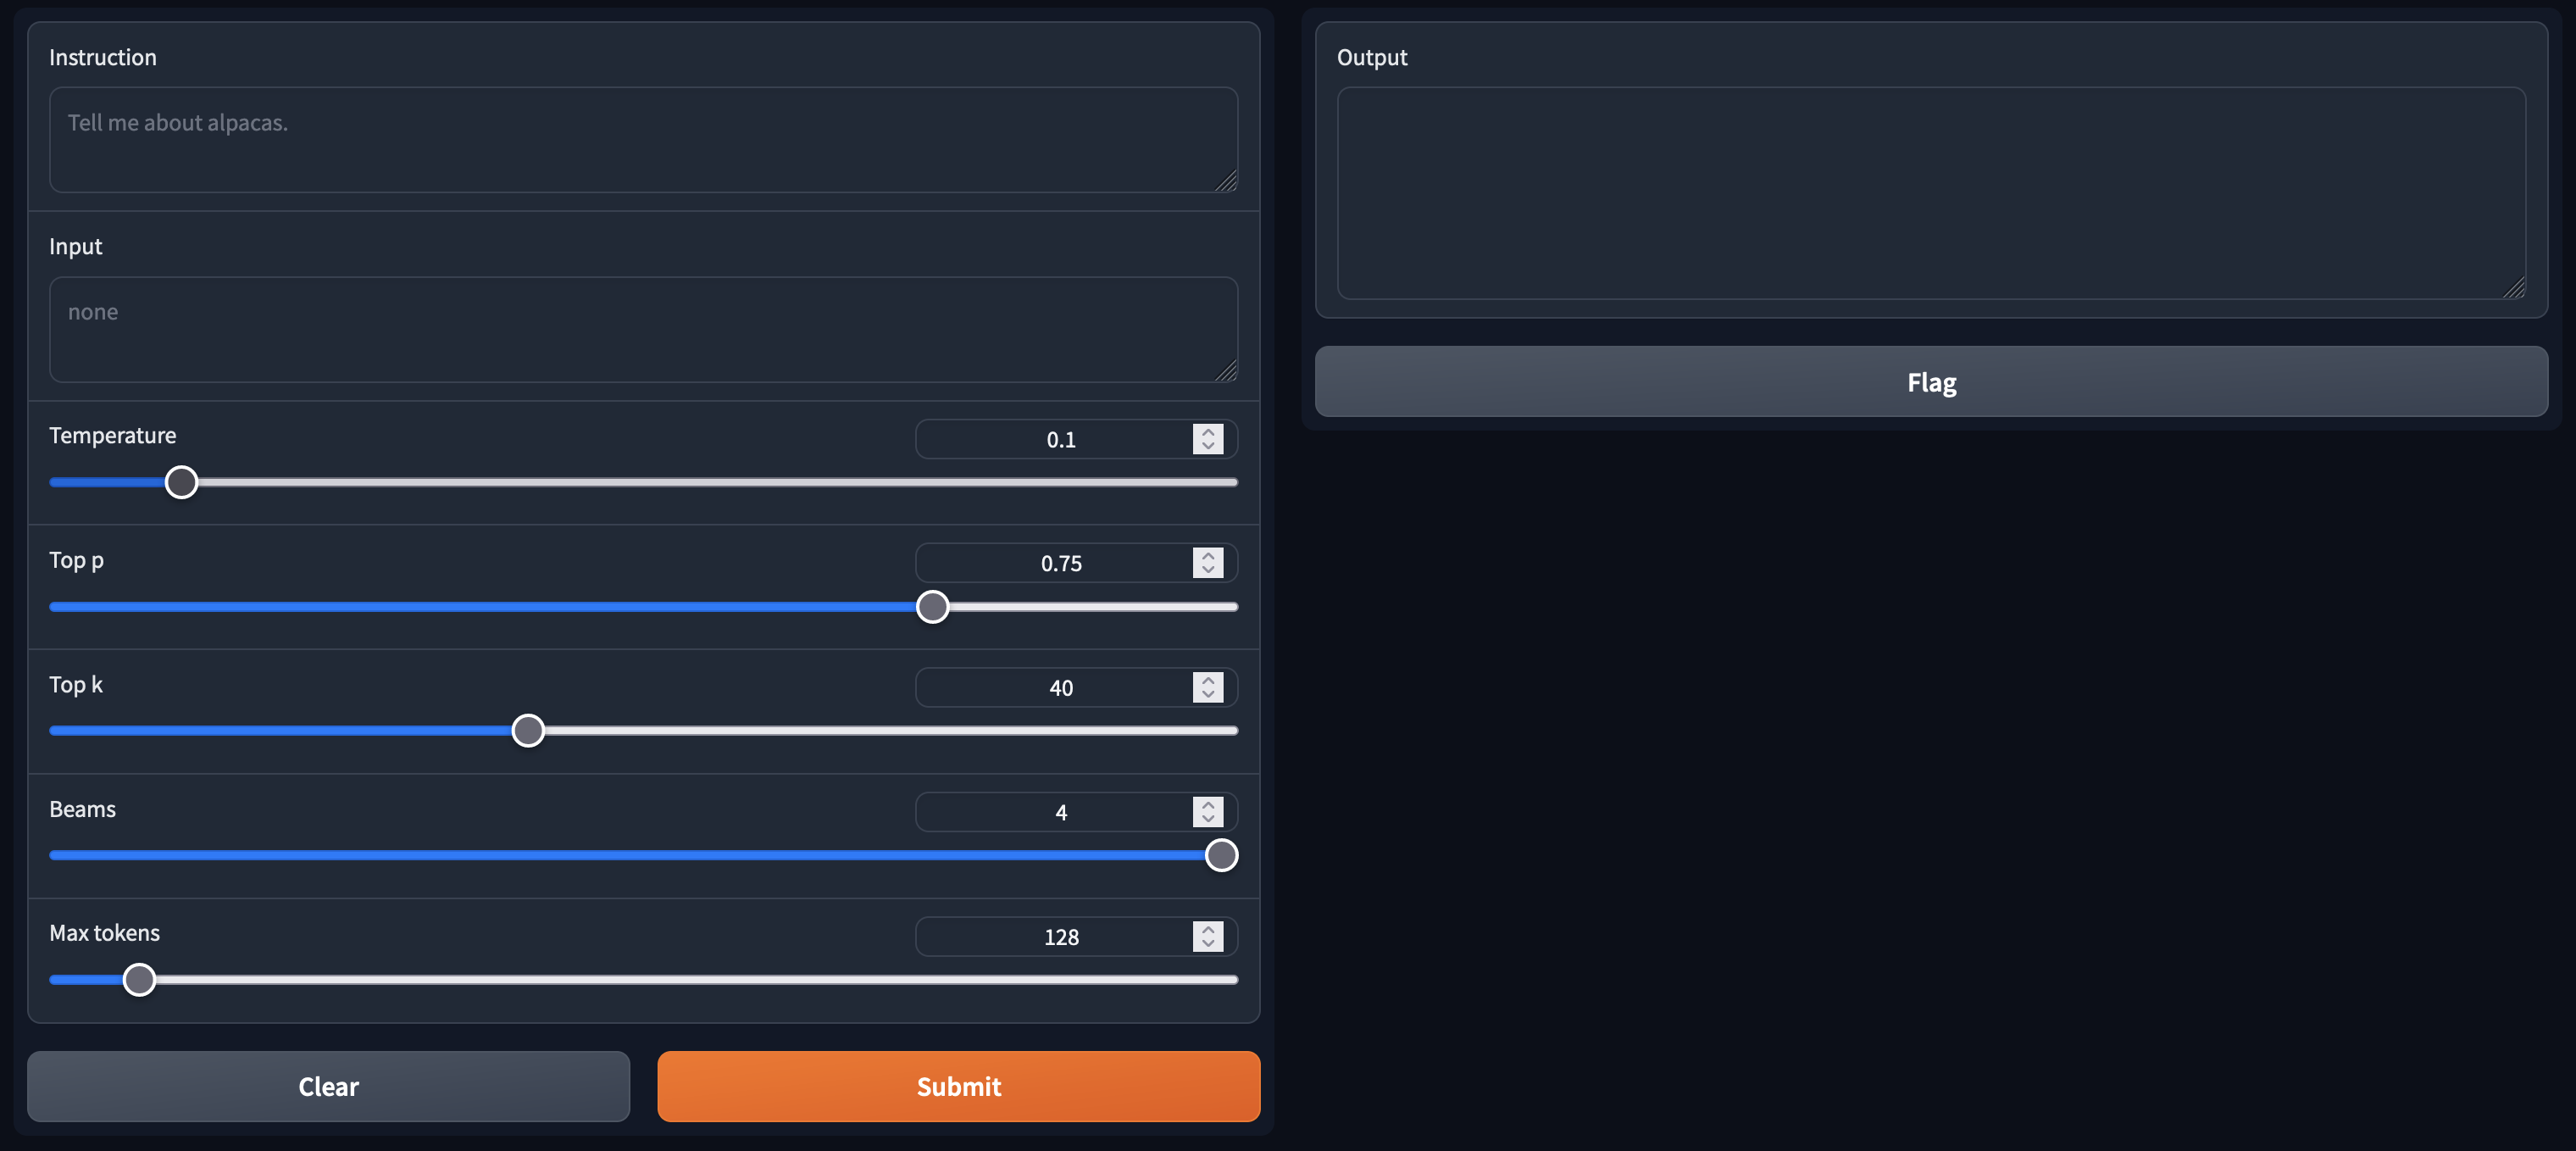 Instruction
Tell me about alpacas.
Input
none
Temperature
0.1
Top p
0.75
Top k
40
Beams
4
Max tokens
128
Clear
Submit
Output
Flag